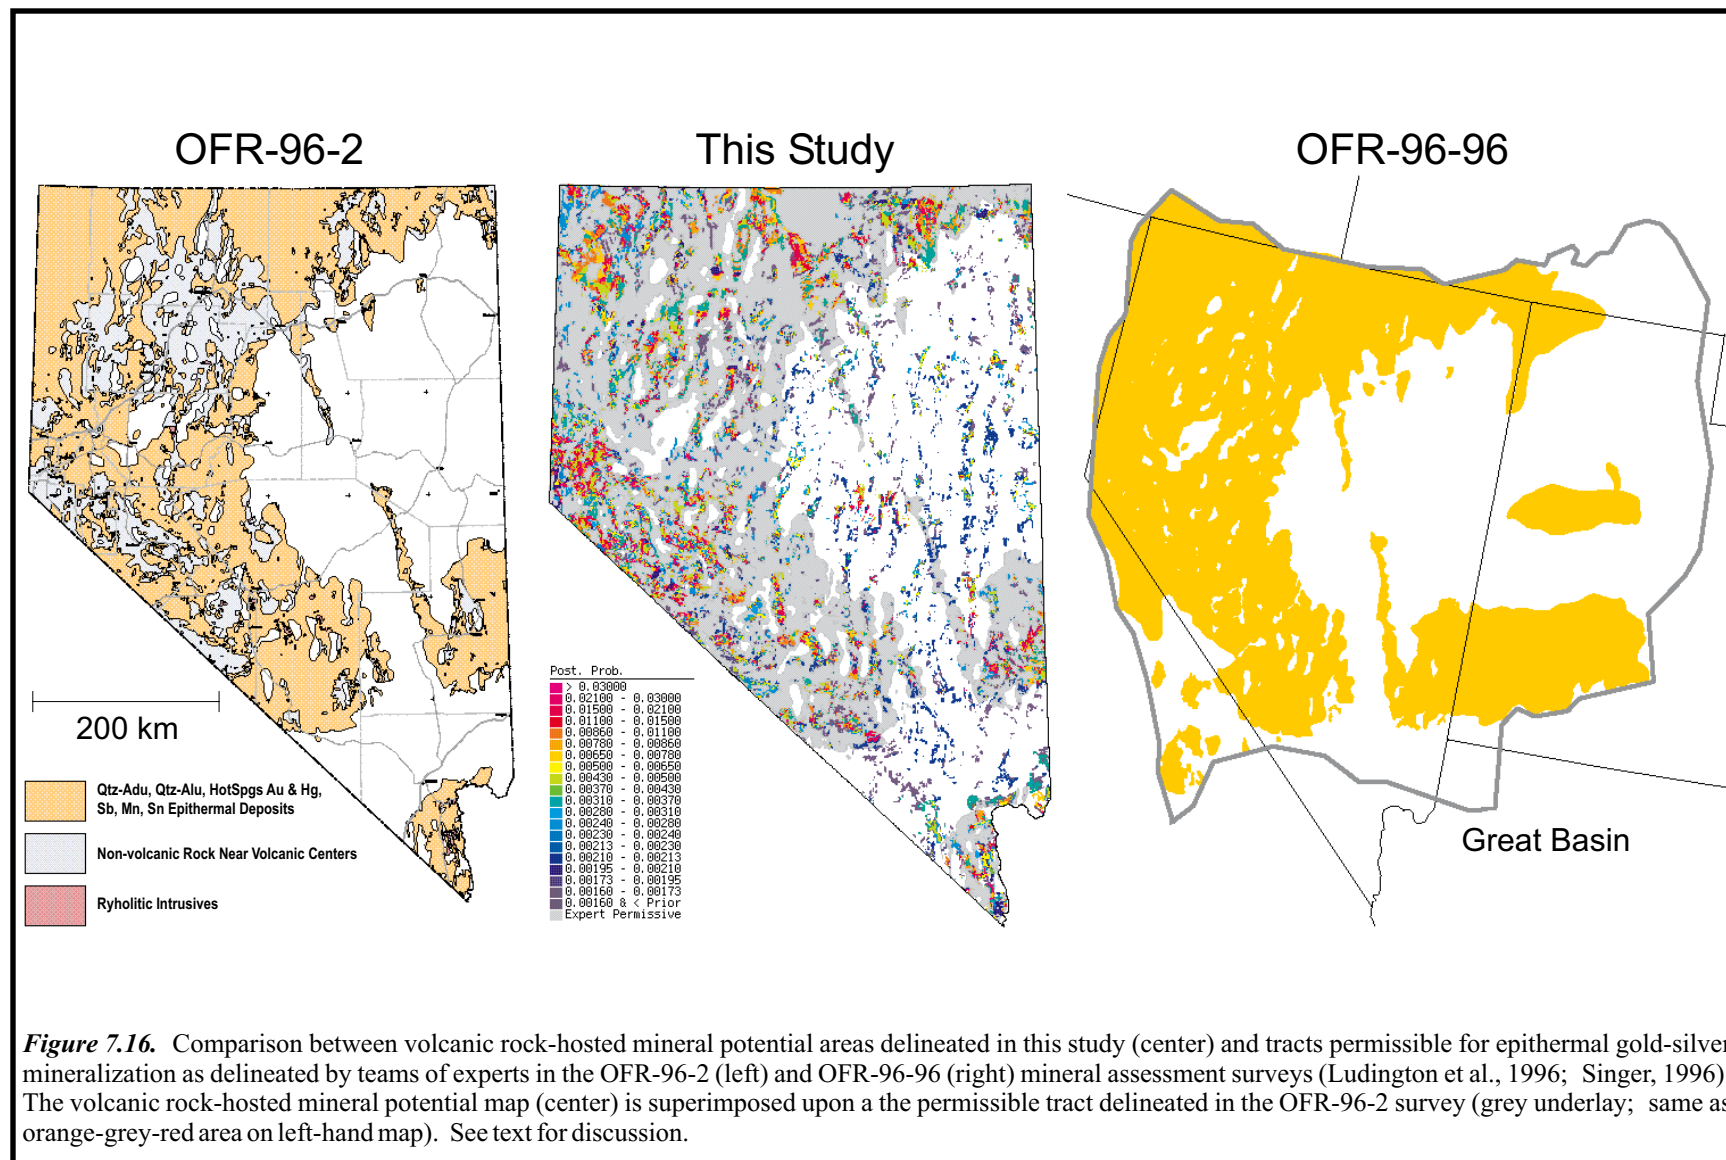 OFR-96-2
This Study
OFR-96-96
200 km
Qtz-Adu, Qtz-Alu, HotSpgs Au & Hg,
Sb, Mn, Sn Epithermal Deposits
Non-volcanic Rock Near Volcanic Centers
Ryholitic Intrusives
Post. Prob.
> 0.03000
0.02100 - 0.03000
0.01500 - 0.02100
0.01100 - 0.01500
0.00860 - 0.01100
0.00780 - 0.00860
0.00650 - 0.00780
0.00500 - 0.00650
0.00430 - 0.00500
0.00370 - 0.00430
0.00310 - 0.00370
0.00280 - 0.00310
0.00240 - 0.00280
0.00230 - 0.00240
0.00213 - 0.00230
0.00210 - 0.00213
0.00195 - 0.00210
0.00173 - 0.00195
0.00160 - 0.00173
0.00160 & < Prior
Expert Permissive
Great Basin
Figure 7.16. Comparison between volcanic rock-hosted mineral potential areas delineated in this study (center) and tracts permissible for epithermal gold-silver
mineralization as delineated by teams of experts in the OFR-96-2 (left) and OFR-96-96 (right) mineral assessment surveys (Ludington et al., 1996; Singer, 1996)
The volcanic rock-hosted mineral potential map (center) is superimposed upon a the permissible tract delineated in the OFR-96-2 survey (grey underlay; same as
orange-grey-red area on left-hand map). See text for discussion.